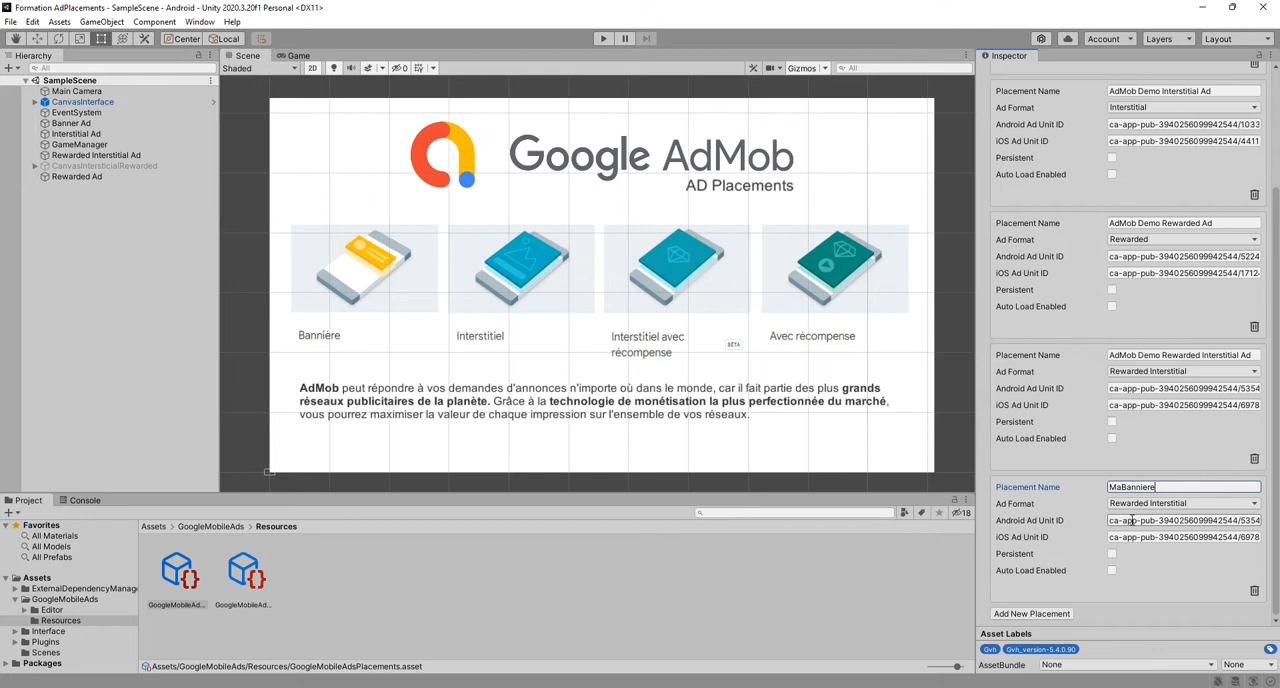 Formation AdPlacements - SampleScene - Android - Unity 2020.3.20f1 Personal <DX11>
File Edit Assets GameObject Component Window Help
Center Local Account Layers Layout
Hierarchy
All
SampleScene
Main Camera
CanvasInterface
EventSystem
Banner Ad
Interstitial Ad
GameManager
Rewarded Interstitial Ad
CanvasIntersticialRewarded
Rewarded Ad
Scene Game
Shaded 2D 0 Gizmos All
Google AdMob
AD Placements
Bannière
Interstitiel
Interstitiel avec
récompense
BÊTA
Avec récompense
AdMob peut répondre à vos demandes d'annonces n'importe où dans le monde, car il fait partie des plus grands
réseaux publicitaires de la planète. Grâce à la technologie de monétisation la plus perfectionnée du marché,
vous pourrez maximiser la valeur de chaque impression sur l'ensemble de vos réseaux.
Inspector
Placement Name AdMob Demo Interstitial Ad
Ad Format Interstitial
Android Ad Unit ID ca-app-pub-3940256099942544/1033
iOS Ad Unit ID ca-app-pub-3940256099942544/4411
Persistent
Auto Load Enabled
Placement Name AdMob Demo Rewarded Ad
Ad Format Rewarded
Android Ad Unit ID ca-app-pub-3940256099942544/5224
iOS Ad Unit ID ca-app-pub-3940256099942544/1712
Persistent
Auto Load Enabled
Placement Name AdMob Demo Rewarded Interstitial Ad
Ad Format Rewarded Interstitial
Android Ad Unit ID ca-app-pub-3940256099942544/5354
iOS Ad Unit ID ca-app-pub-3940256099942544/6978
Persistent
Auto Load Enabled
Placement Name MaBanniere
Ad Format Rewarded Interstitial
Android Ad Unit ID ca-app-pub-3940256099942544/5354
iOS Ad Unit ID ca-app-pub-3940256099942544/6978
Persistent
Auto Load Enabled
Add New Placement
Asset Labels
Gvh Gvh_version-5.4.0.90
AssetBundle None None
Project Console
18
Favorites
All Materials
All Models
All Prefabs
Assets
ExternalDependencyManag
GoogleMobileAds
Editor
Resources
Interface
Plugins
Scenes
Packages
Assets > GoogleMobileAds > Resources
GoogleMobileAd... GoogleMobileAd...
Assets/GoogleMobileAds/Resources/GoogleMobileAdsPlacements.asset